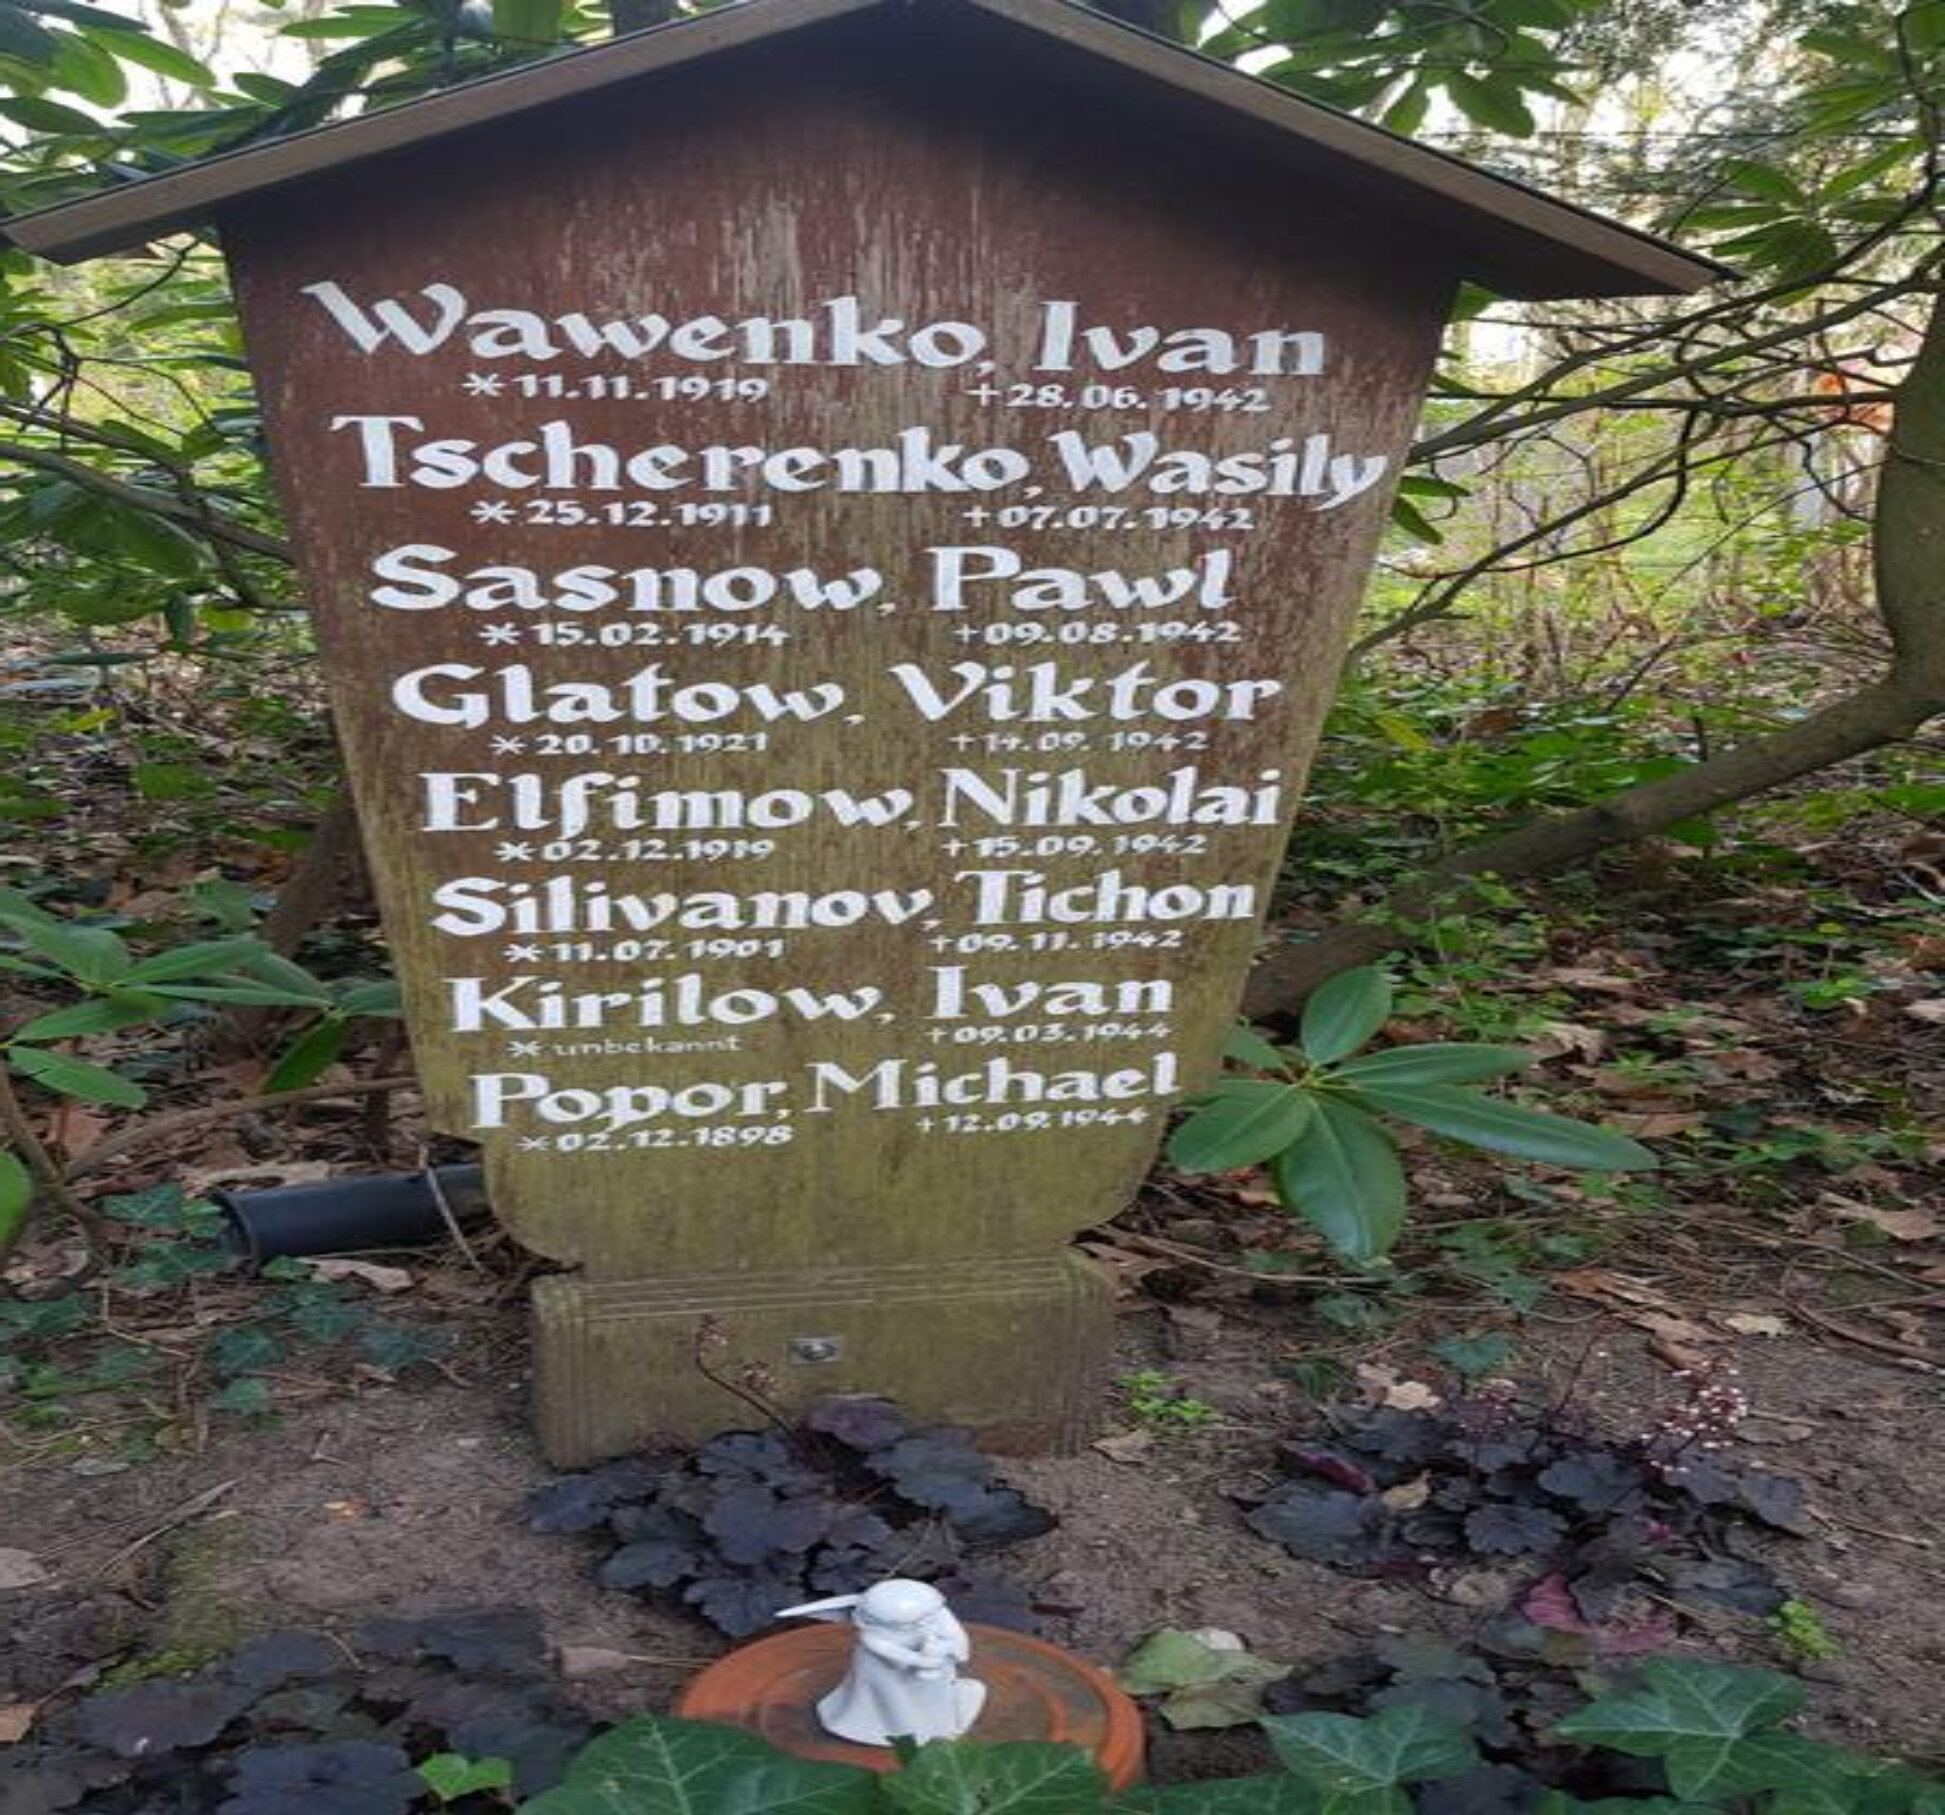 Wawenko, Ivan
*11.11.1919 +28.06.1942
Tscherenko, Wasily
*25.12.1911 +07.07.1942
Sasnow, Pawl
*15.02.1914 +09.08.1942
Glatow, Viktor
*20.10.1921 +14.09.1942
Elfimow, Nikolai
*02.12.1919 +15.09.1942
Silivanov, Tichon
*11.07.1901 +09.11.1942
Kirilow, Ivan
*unbekannt +09.03.1944
Popor, Michael
*02.12.1898 +12.09.1944